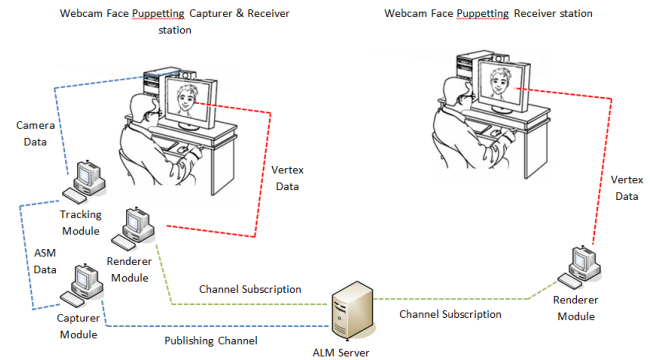 Webcam Face Puppetting Capturer & Receiver
station
Webcam Face Puppetting Receiver station
Camera
Data
Vertex
Data
Vertex
Data
Tracking
Module
ASM
Data
Renderer
Module
Capturer
Module
Channel Subscription
Channel Subscription
Publishing Channel
ALM Server
Renderer
Module